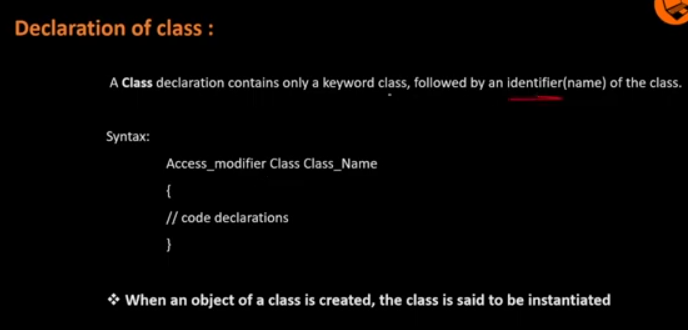 Declaration of class :
A Class declaration contains only a keyword class, followed by an identifier(name) of the class.
Syntax:
Access_modifier Class Class_Name
{
// code declarations
}
❖ When an object of a class is created, the class is said to be instantiated